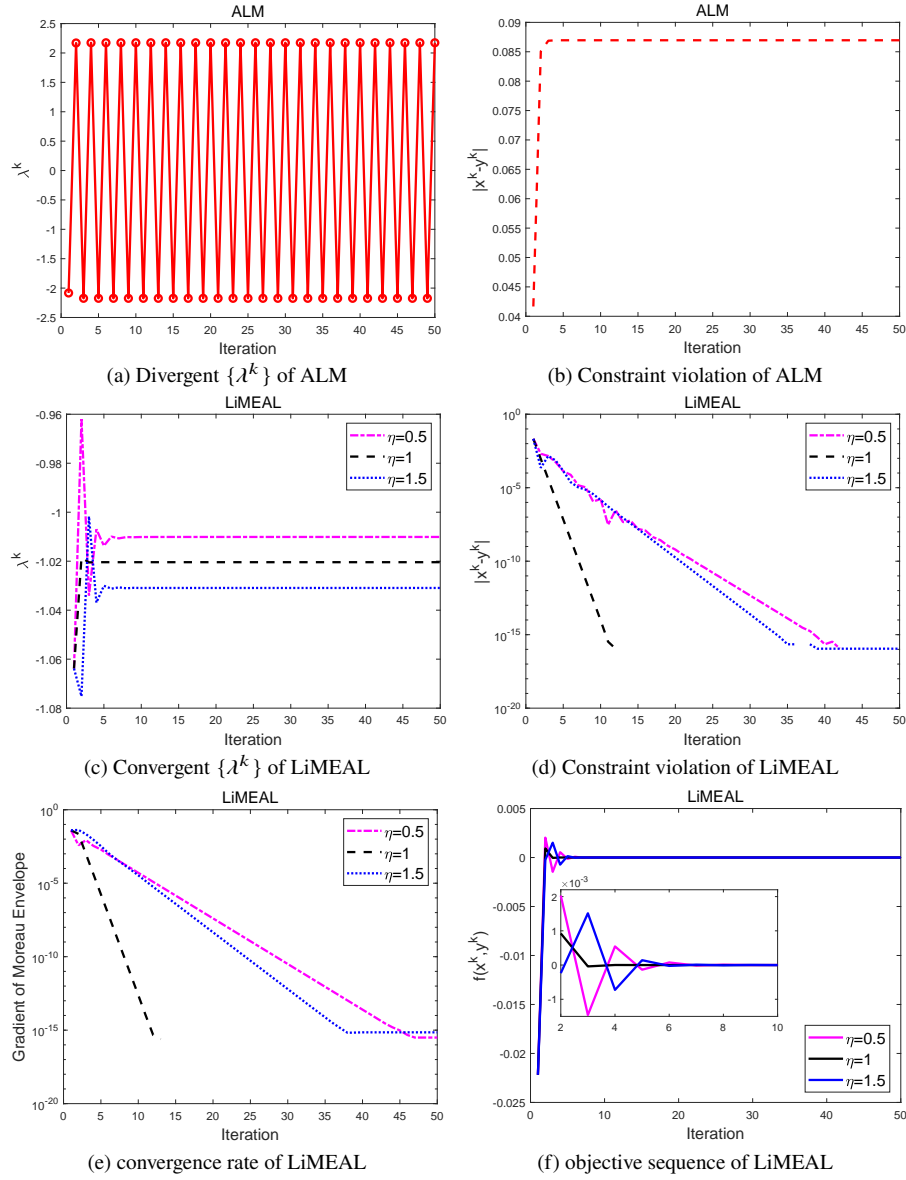 ALM
2.5
2
1.5
1
0.5
0
-0.5
-1
-1.5
-2
-2.5
λ^k
0 5 10 15 20 25 30 35 40 45 50
Iteration
(a) Divergent {λ^k} of ALM
ALM
0.09
0.085
0.08
0.075
0.07
0.065
0.06
0.055
0.05
0.045
0.04
|x^k-y^k|
0 5 10 15 20 25 30 35 40 45 50
Iteration
(b) Constraint violation of ALM
LiMEAL
-0.96
-0.98
-1
-1.02
-1.04
-1.06
-1.08
λ^k
η=0.5
η=1
η=1.5
0 5 10 15 20 25 30 35 40 45 50
Iteration
(c) Convergent {λ^k} of LiMEAL
LiMEAL
10^0
10^-5
10^-10
10^-15
10^-20
|x^k-y^k|
η=0.5
η=1
η=1.5
0 5 10 15 20 25 30 35 40 45 50
Iteration
(d) Constraint violation of LiMEAL
LiMEAL
10^0
10^-5
10^-10
10^-15
10^-20
Gradient of Moreau Envelope
η=0.5
η=1
η=1.5
0 5 10 15 20 25 30 35 40 45 50
Iteration
(e) convergence rate of LiMEAL
LiMEAL
0.005
0
-0.005
-0.01
-0.015
-0.02
-0.025
f(x^k,y^k)
×10^-3
2
1
0
-1
2 4 6 8 10
η=0.5
η=1
η=1.5
0 5 10 15 20 25 30 35 40 45 50
Iteration
(f) objective sequence of LiMEAL